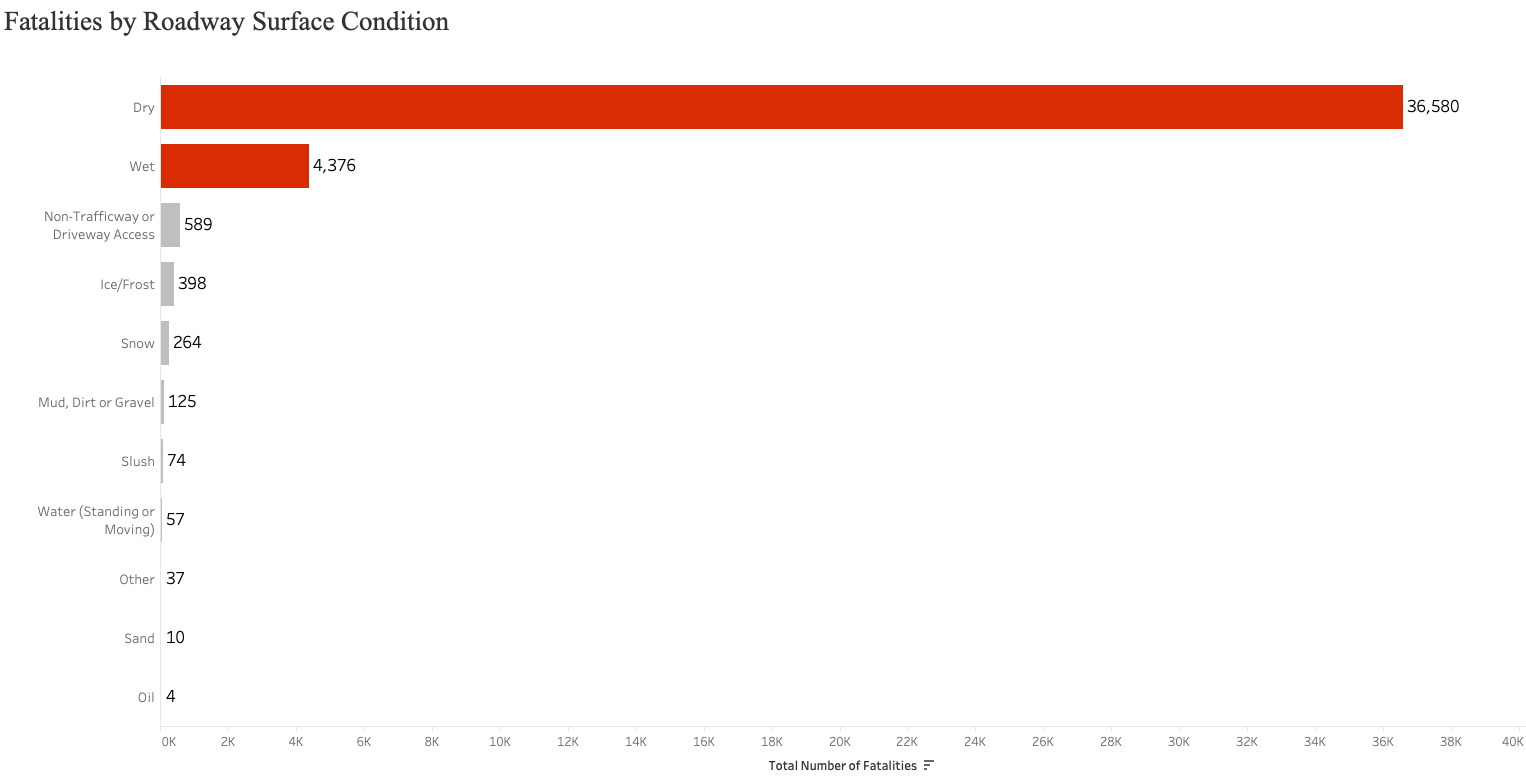 Fatalities by Roadway Surface Condition
Dry
36,580
Wet
4,376
Non-Trafficway or
Driveway Access
589
Ice/Frost
398
Snow
264
Mud, Dirt or Gravel
125
Slush
74
Water (Standing or
Moving)
57
Other
37
Sand
10
Oil
4
0K 2K 4K 6K 8K 10K 12K 14K 16K 18K 20K 22K 24K 26K 28K 30K 32K 34K 36K 38K 40K
Total Number of Fatalities